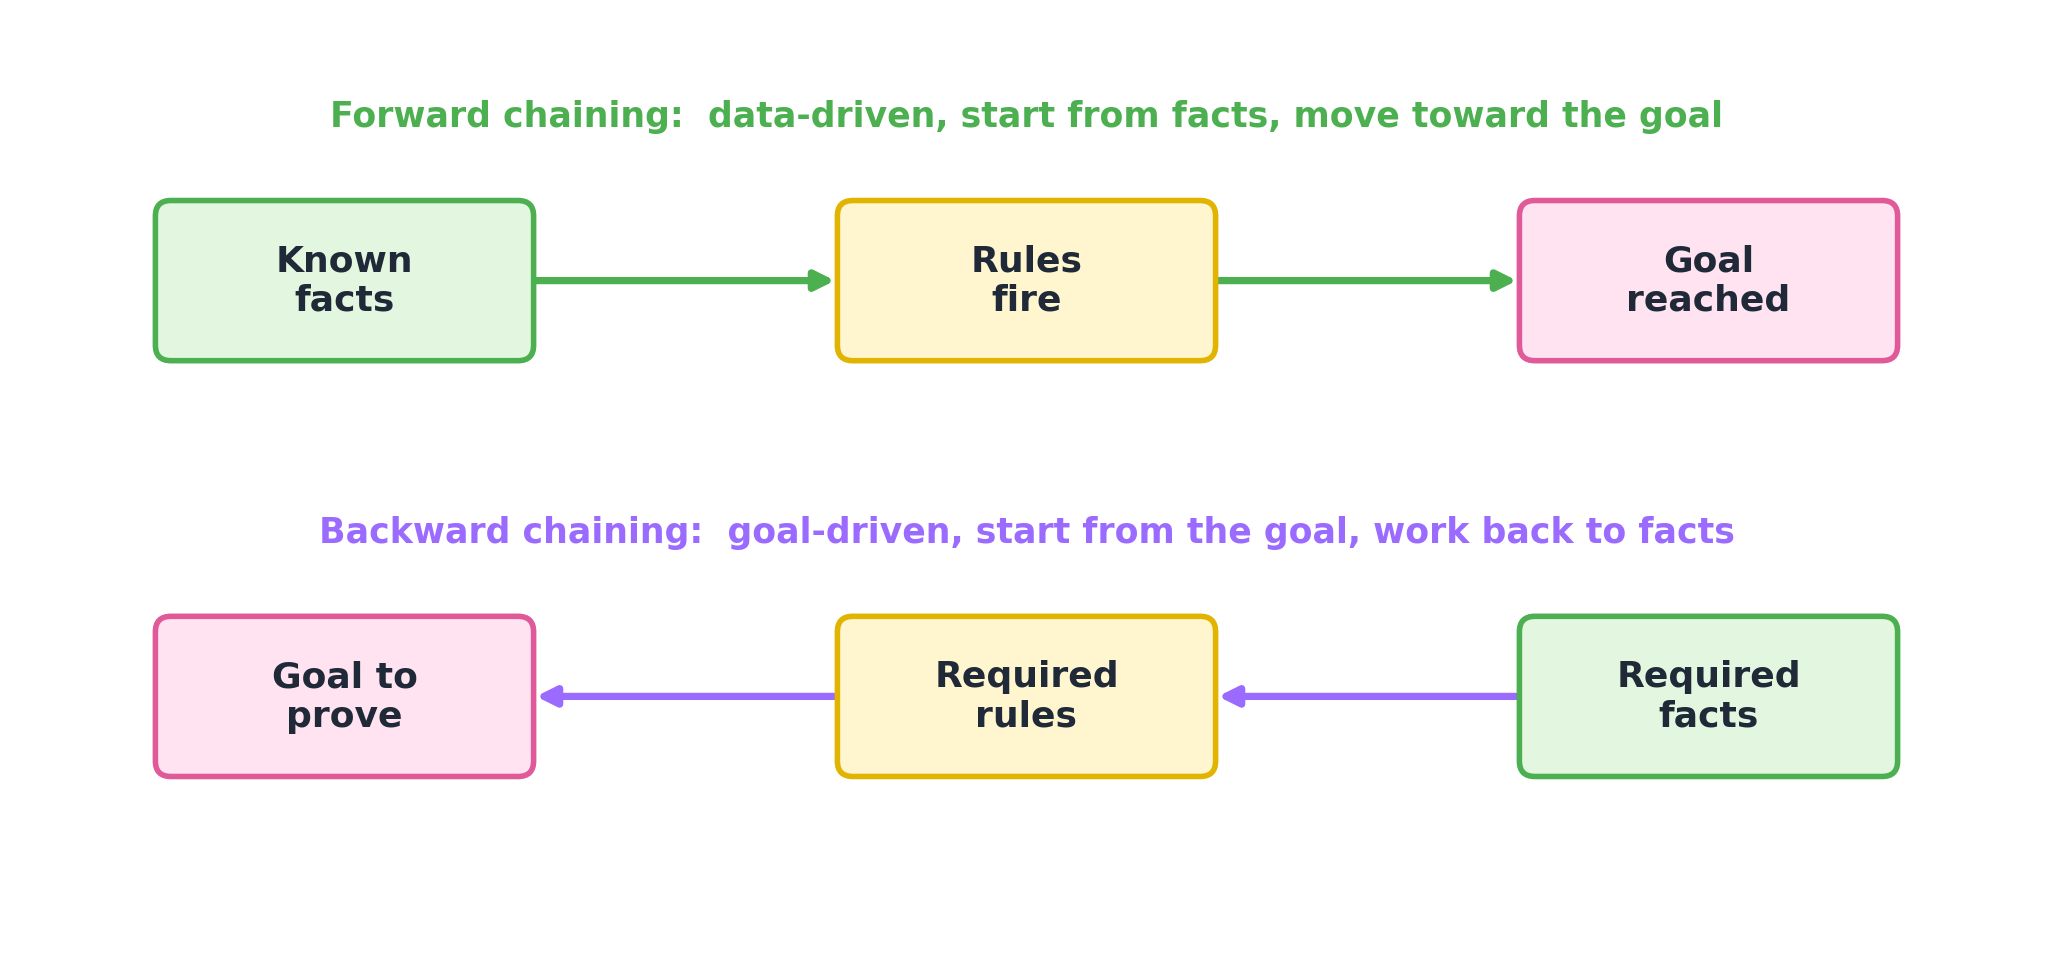 Forward chaining:  data-driven, start from facts, move toward the goal
Known
facts
Rules
fire
Goal
reached
Backward chaining:  goal-driven, start from the goal, work back to facts
Goal to
prove
Required
rules
Required
facts